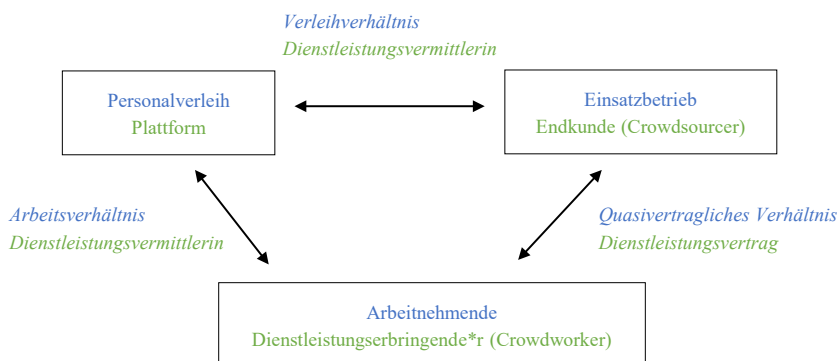 Verleihverhältnis
Dienstleistungsvermittlerin
Personalverleih
Plattform
Einsatzbetrieb
Endkunde (Crowdsourcer)
Arbeitsverhältnis
Dienstleistungsvermittlerin
Quasivertragliches Verhältnis
Dienstleistungsvertrag
Arbeitnehmende
Dienstleistungserbringende*r (Crowdworker)